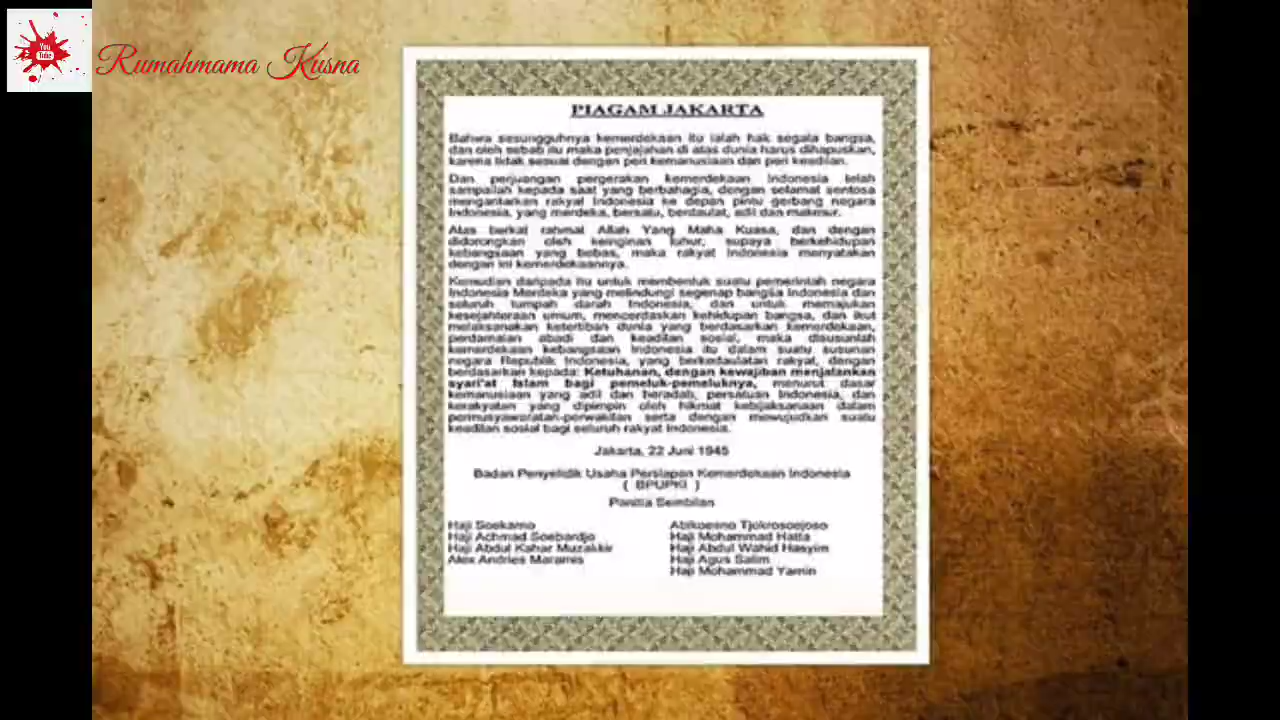 You
Tube
Rumahmama Kusna
PIAGAM JAKARTA
Bahwa sesungguhnya kemerdekaan itu ialah hak segala bangsa,
dan oleh sebab itu maka penjajahan di atas dunia harus dihapuskan,
karena tidak sesuai dengan peri kemanusiaan dan peri keadilan.
Dan perjuangan pergerakan kemerdekaan Indonesia telah
sampailah kepada saat yang berbahagia, dengan selamat sentosa
mengantarkan rakyat Indonesia ke depan pintu gerbang negara
Indonesia, yang merdeka, bersatu, berdaulat, adil dan makmur.
Atas berkat rahmat Allah Yang Maha Kuasa, dan dengan
didorongkan oleh keinginan luhur, supaya berkehidupan
kebangsaan yang bebas, maka rakyat Indonesia menyatakan
dengan ini kemerdekaannya.
Kemudian daripada itu untuk membentuk suatu pemerintah negara
Indonesia Merdeka yang melindungi segenap bangsa Indonesia dan
seluruh tumpah darah Indonesia, dan untuk memajukan
kesejahteraan umum, mencerdaskan kehidupan bangsa, dan ikut
melaksanakan ketertiban dunia yang berdasarkan kemerdekaan,
perdamaian abadi dan keadilan sosial, maka disusunlah
kemerdekaan kebangsaan Indonesia itu dalam suatu susunan
negara Republik Indonesia, yang berkedaulatan rakyat, dengan
berdasarkan kepada: Ketuhanan, dengan kewajiban menjalankan
syari'at Islam bagi pemeluk-pemeluknya, menurut dasar
kemanusiaan yang adil dan beradab, persatuan Indonesia, dan
kerakyatan yang dipimpin oleh hikmat kebijaksanaan dalam
permusyawaratan-perwakilan serta dengan mewujudkan suatu
keadilan sosial bagi seluruh rakyat Indonesia.
Jakarta, 22 Juni 1945
Badan Penyelidik Usaha Persiapan Kemerdekaan Indonesia
( BPUPKI )
Panitia Sembilan
Haji Soekarno
Haji Achmad Soebardjo
Haji Abdul Kahar Muzakkir
Alex Andries Maramis
Abikoesno Tjokrosoejoso
Haji Mohammad Hatta
Haji Abdul Wahid Hasyim
Haji Agus Salim
Haji Mohammad Yamin